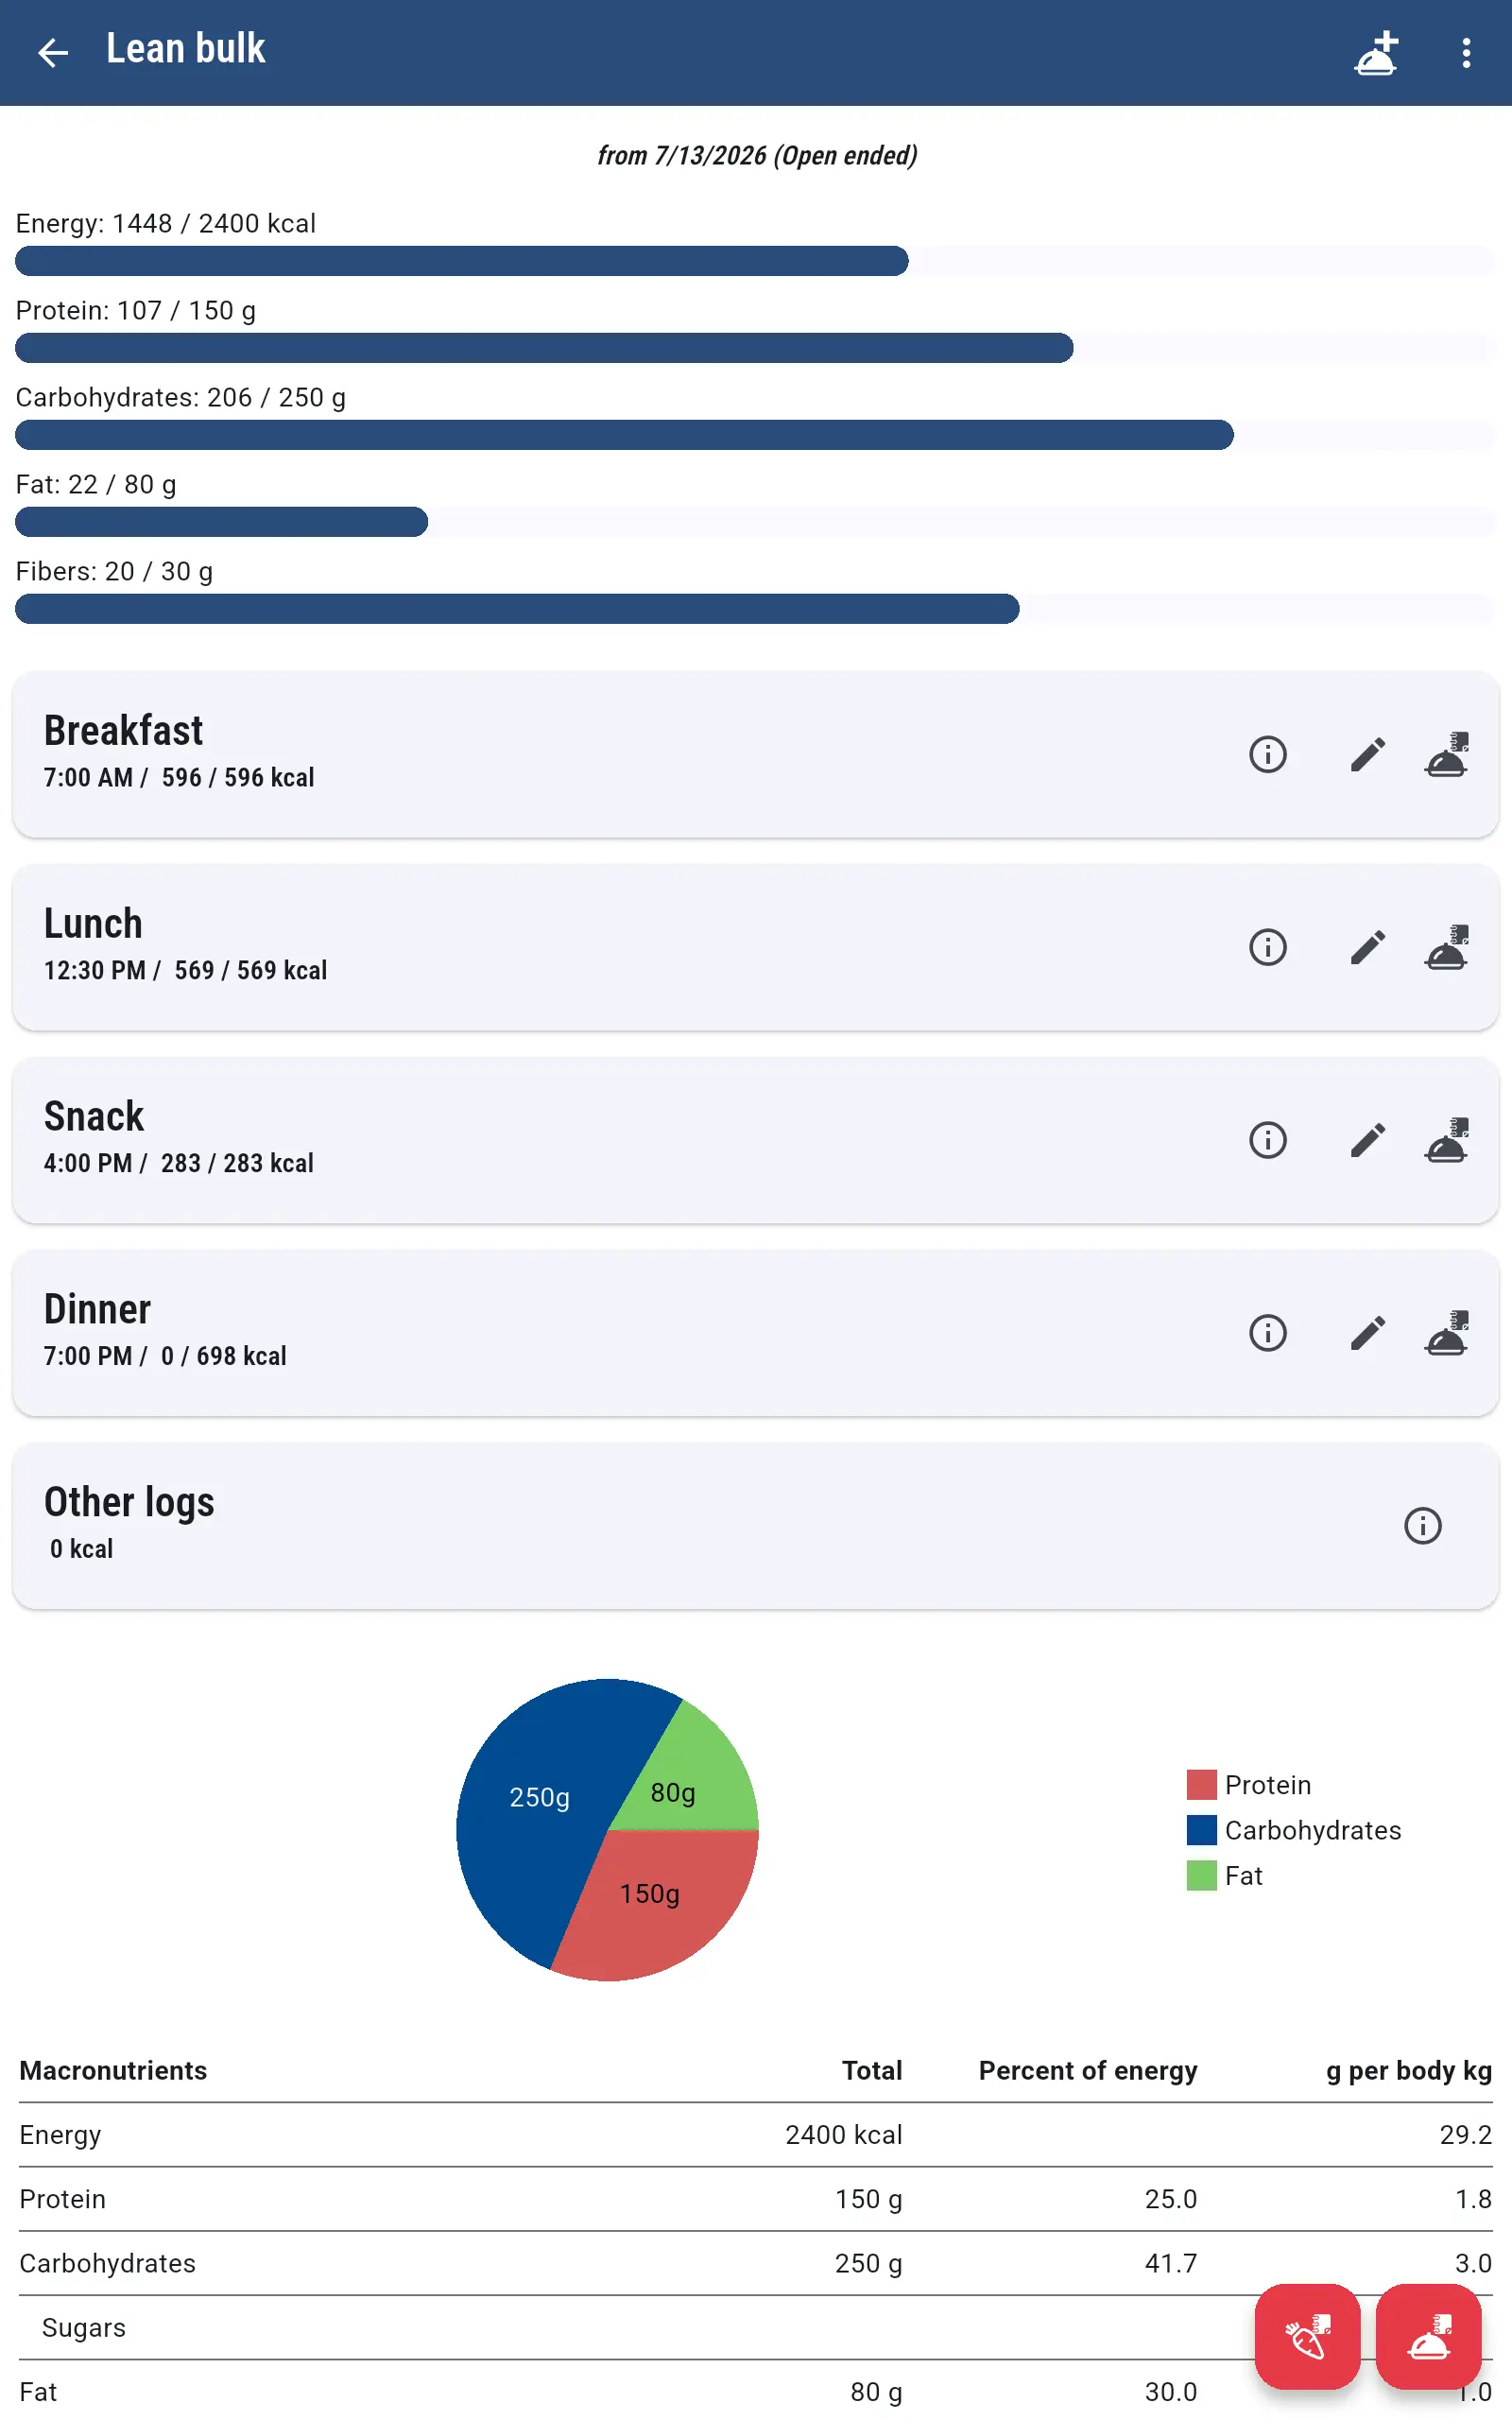 Lean bulk
from 7/13/2026 (Open ended)
Energy: 1448 / 2400 kcal
Protein: 107 / 150 g
Carbohydrates: 206 / 250 g
Fat: 22 / 80 g
Fibers: 20 / 30 g
Breakfast
7:00 AM / 596 / 596 kcal
Lunch
12:30 PM / 569 / 569 kcal
Snack
4:00 PM / 283 / 283 kcal
Dinner
7:00 PM / 0 / 698 kcal
Other logs
0 kcal
250g
80g
150g
Protein
Carbohydrates
Fat
Macronutrients Total Percent of energy g per body kg
Energy 2400 kcal 29.2
Protein 150 g 25.0 1.8
Carbohydrates 250 g 41.7 3.0
Sugars
Fat 80 g 30.0 1.0